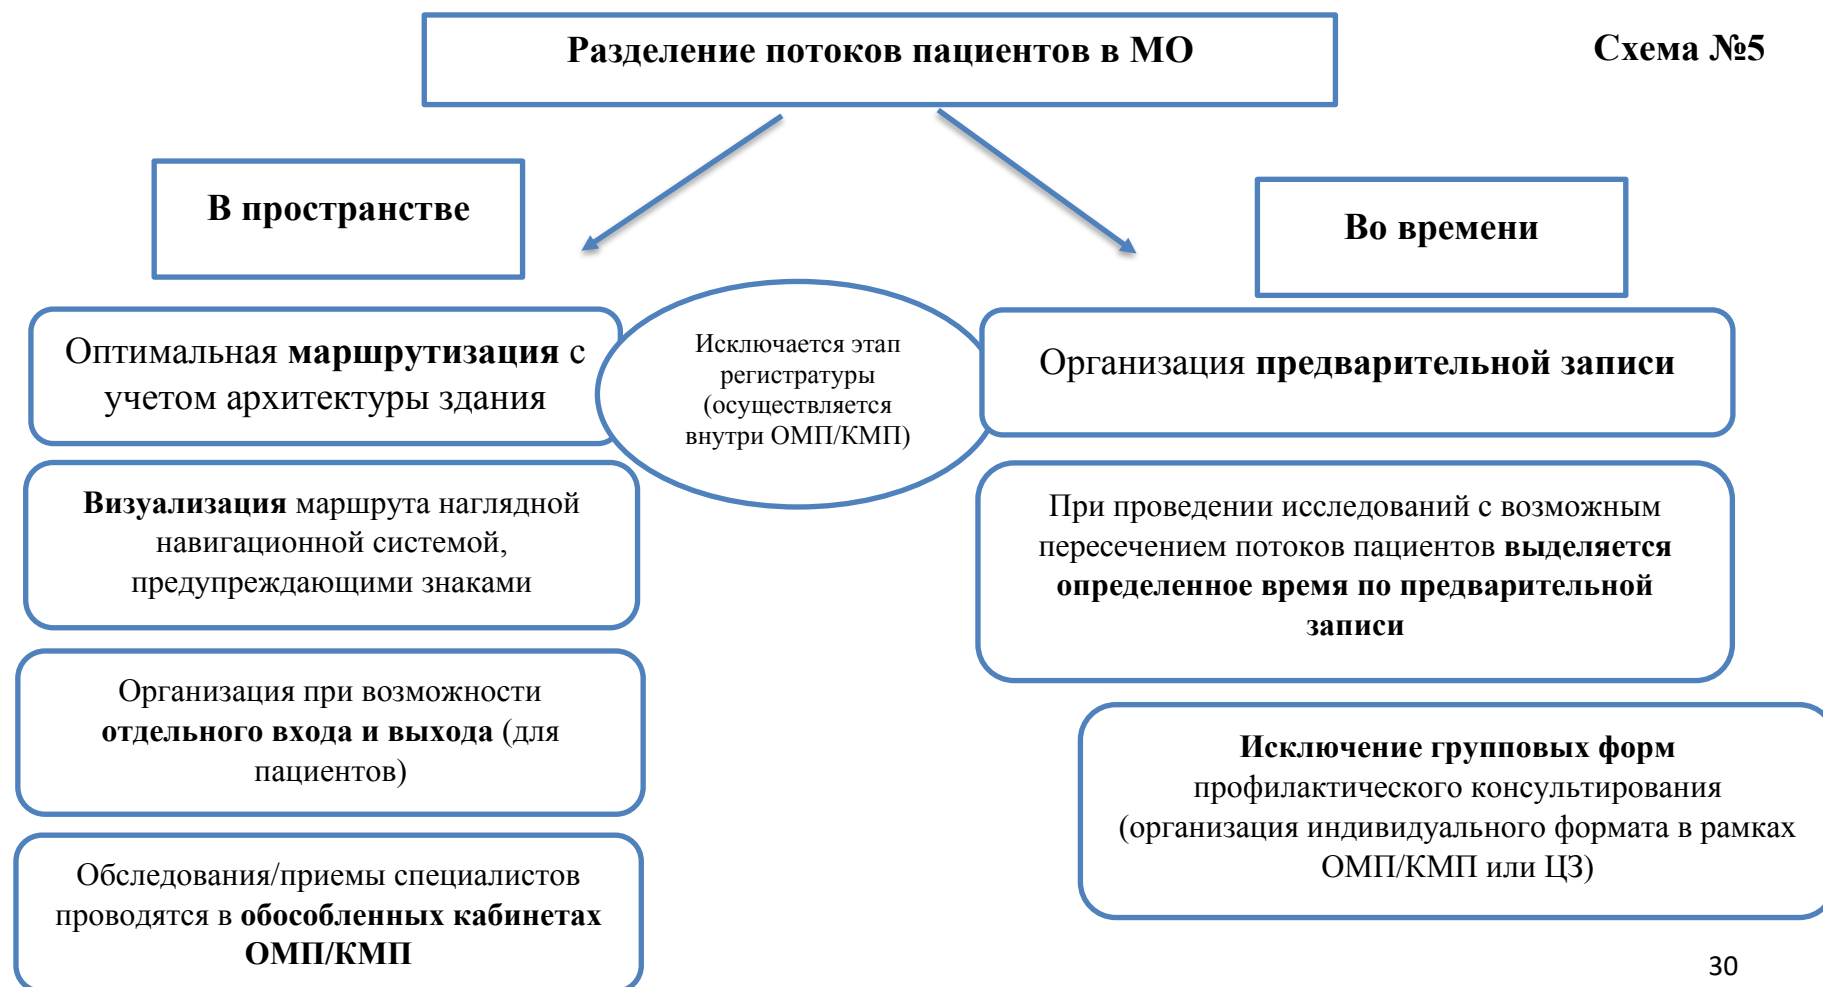 Разделение потоков пациентов в МО
Схема №5
В пространстве
Во времени
Оптимальная маршрутизация с
учетом архитектуры здания
Исключается этап
регистратуры
(осуществляется
внутри ОМП/КМП)
Организация предварительной записи
Визуализация маршрута наглядной
навигационной системой,
предупреждающими знаками
При проведении исследований с возможным
пересечением потоков пациентов выделяется
определенное время по предварительной
записи
Организация при возможности
отдельного входа и выхода (для
пациентов)
Исключение групповых форм
профилактического консультирования
(организация индивидуального формата в рамках
ОМП/КМП или ЦЗ)
Обследования/приемы специалистов
проводятся в обособленных кабинетах
ОМП/КМП
30